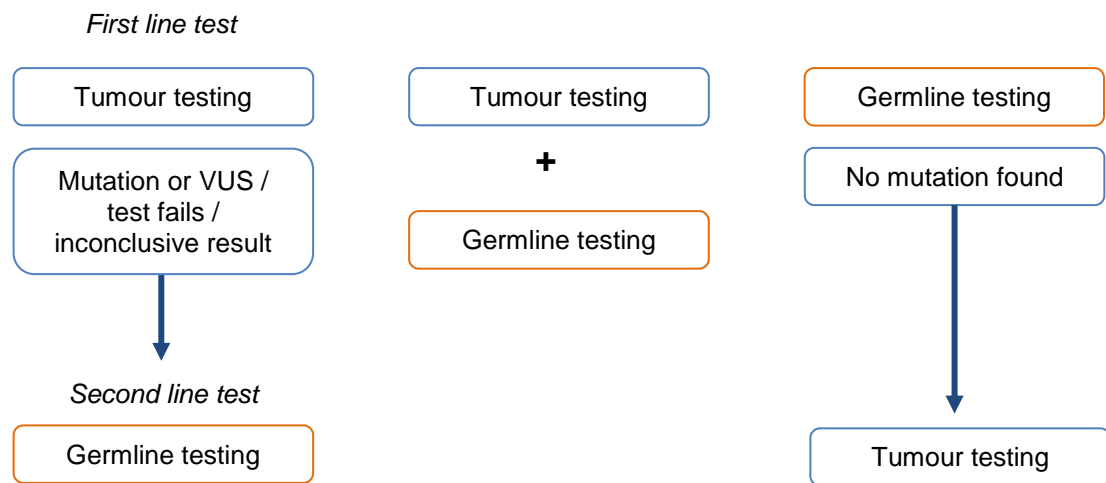 First line test
Tumour testing
Mutation or VUS /
test fails /
inconclusive result
Second line test
Germline testing
Tumour testing
+
Germline testing
Germline testing
No mutation found
Tumour testing